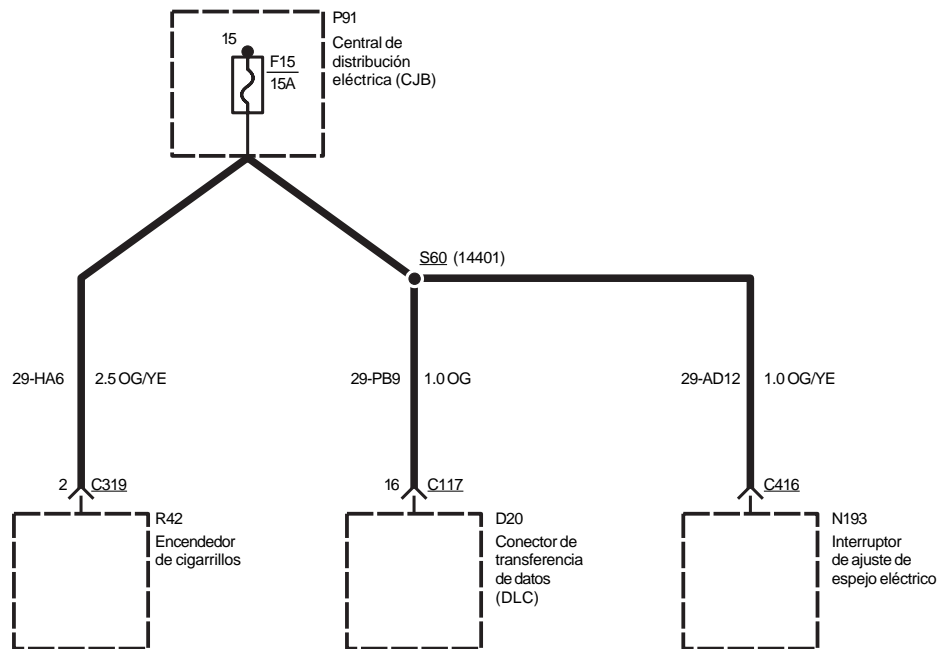 P91
Central de
distribución
eléctrica (CJB)
15
F15
15A
S60 (14401)
29-HA6 2.5 OG/YE
29-PB9 1.0 OG
29-AD12 1.0 OG/YE
2 C319
16 C117
C416
R42
Encendedor
de cigarrillos
D20
Conector de
transferencia
de datos
(DLC)
N193
Interruptor
de ajuste de
espejo eléctrico